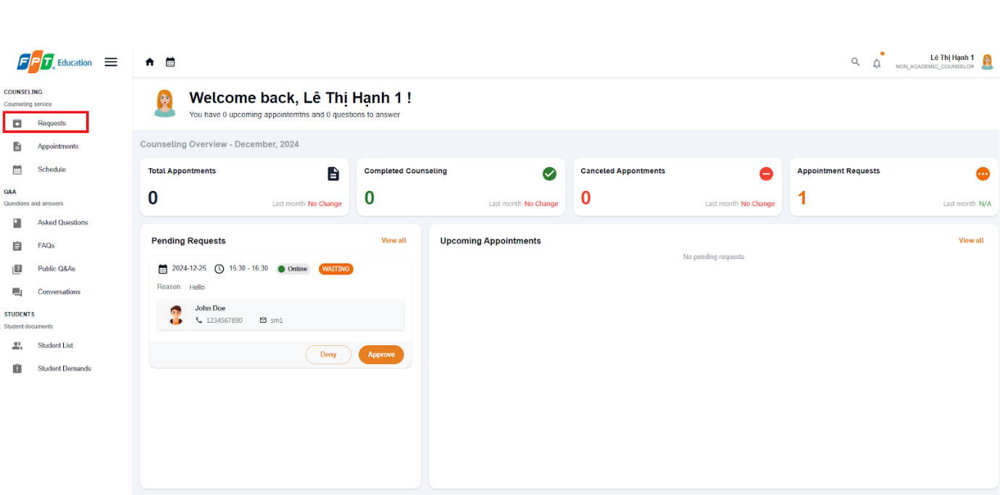 FPT Education
Lê Thị Hạnh 1
NON_ACADEMIC_COUNSELOR
COUNSELING
Counseling service
Requests
Appointments
Schedule
Q&A
Questions and answers
Asked Questions
FAQs
Public Q&As
Conversations
STUDENTS
Student documents
Student List
Student Demands
Welcome back, Lê Thị Hạnh 1 !
You have 0 upcoming appointemtns and 0 questions to answer
Counseling Overview - December, 2024
Total Appontments
0
Last month No Change
Completed Counseling
0
Last month No Change
Canceled Appontments
0
Last month No Change
Appointment Requests
1
Last month N/A
Pending Requests View all
2024-12-25 15:30 - 16:30 Online WAITING
Reason: Hello
John Doe
1234567890 sm1
Deny Approve
Upcoming Appointments View all
No pending requests